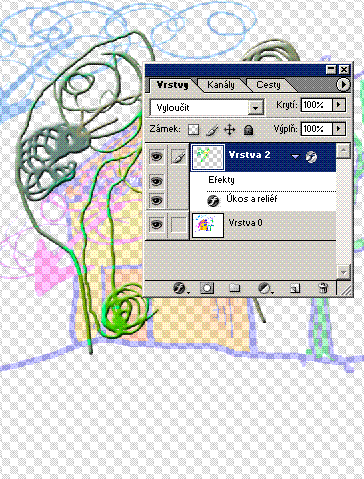 Vrstvy Kanály Cesty
Vyloučit Krytí: 100%
Zámek: Výplň: 100%
Vrstva 2
Efekty
Úkos a reliéf
Vrstva 0